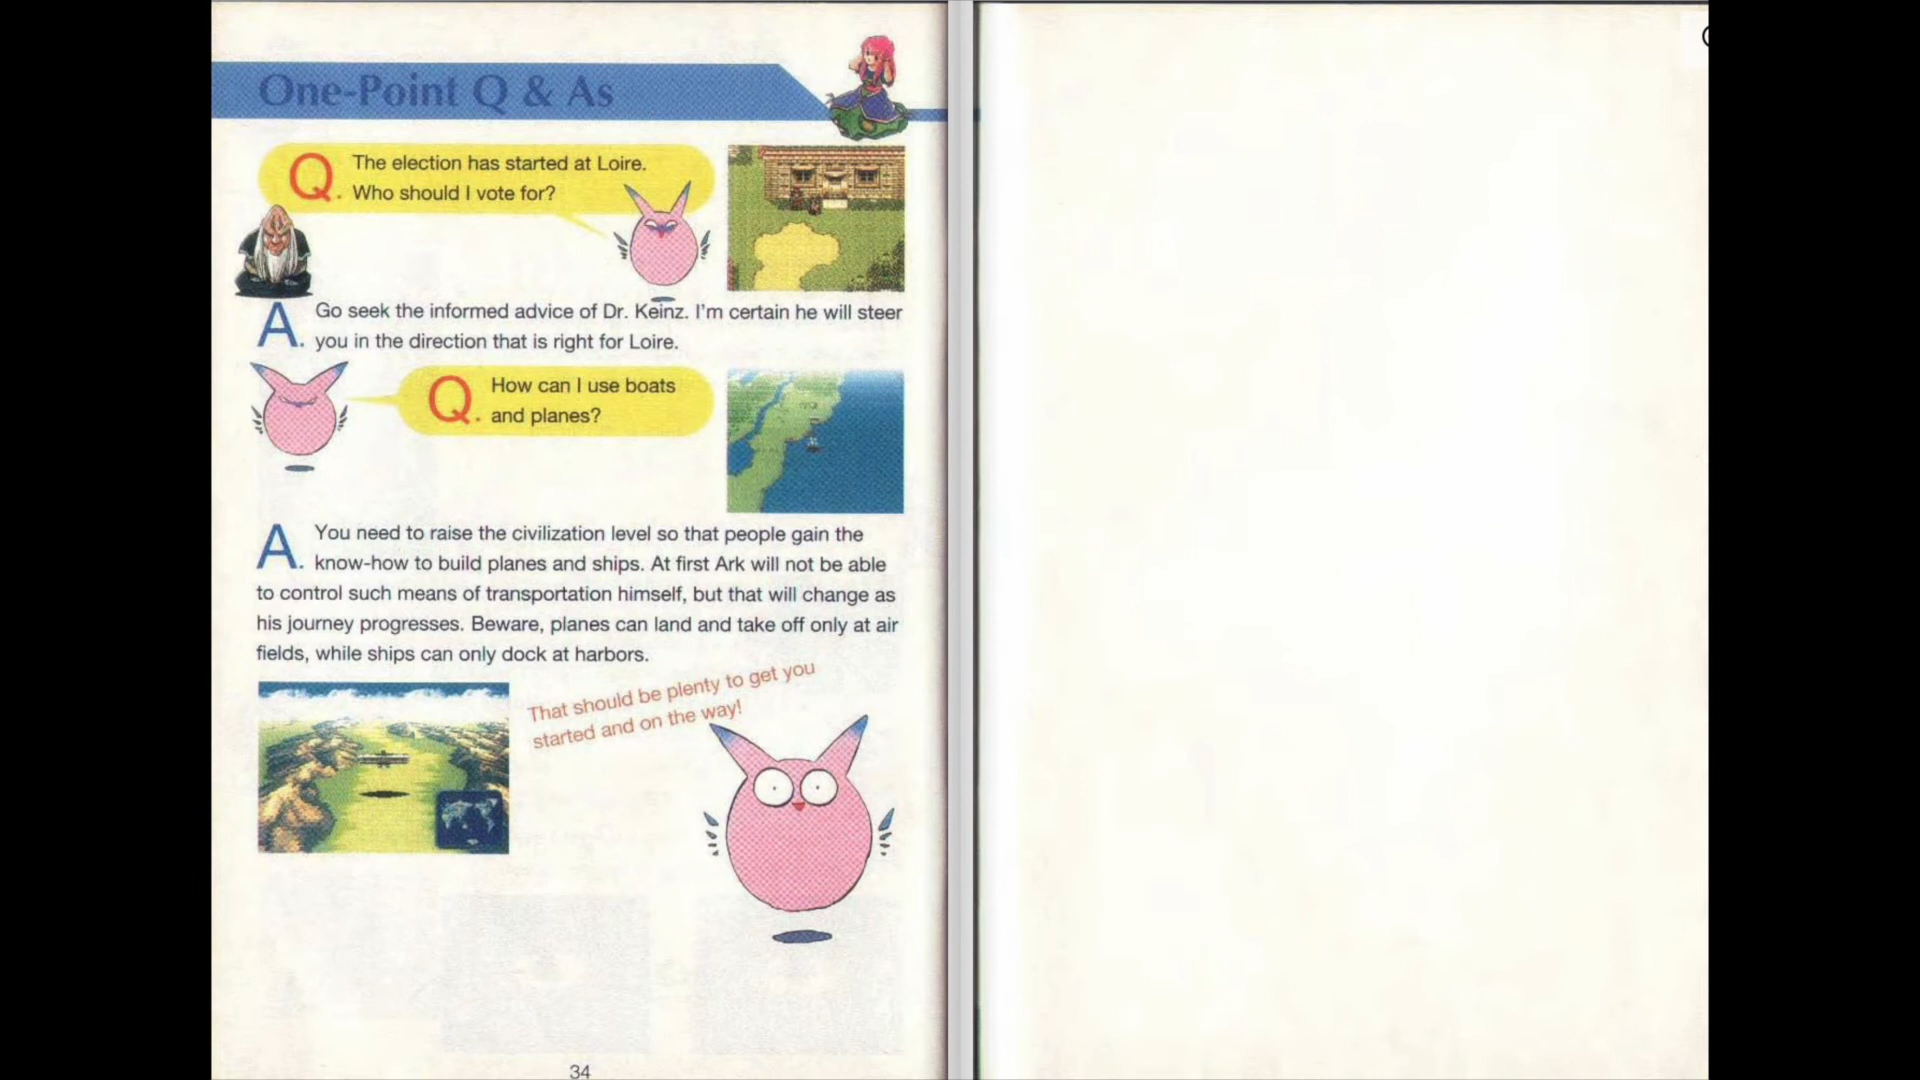 One-Point Q & As
Q. The election has started at Loire.
Who should I vote for?
A. Go seek the informed advice of Dr. Keinz. I'm certain he will steer
you in the direction that is right for Loire.
Q. How can I use boats
and planes?
A. You need to raise the civilization level so that people gain the
know-how to build planes and ships. At first Ark will not be able
to control such means of transportation himself, but that will change as
his journey progresses. Beware, planes can land and take off only at air
fields, while ships can only dock at harbors.
That should be plenty to get you
started and on the way!
34